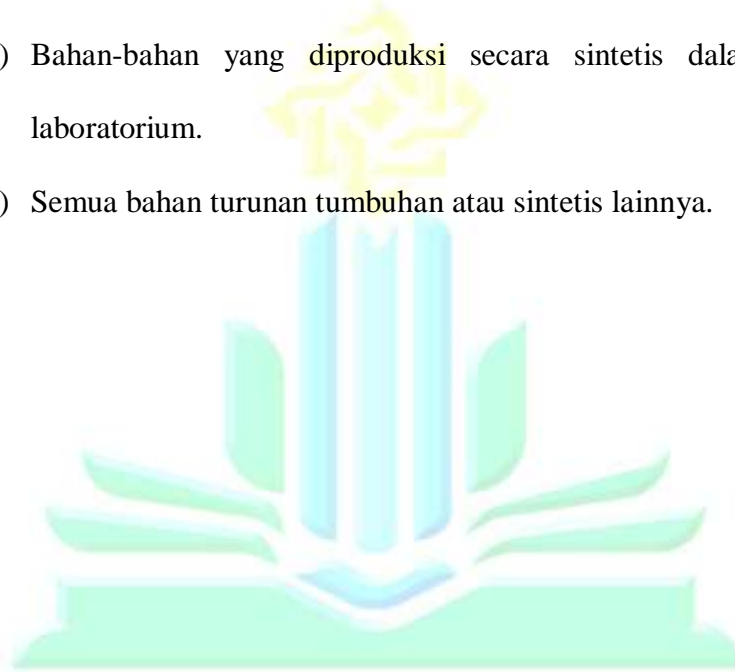 ) Bahan-bahan yang diproduksi secara sintetis dala
laboratorium.
) Semua bahan turunan tumbuhan atau sintetis lainnya.